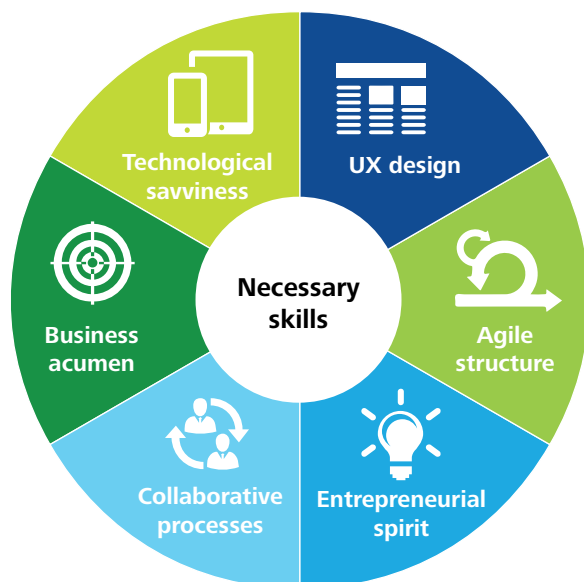 Technological
savviness
UX design
Business
acumen
Necessary
skills
Agile
structure
Collaborative
processes
Entrepreneurial
spirit